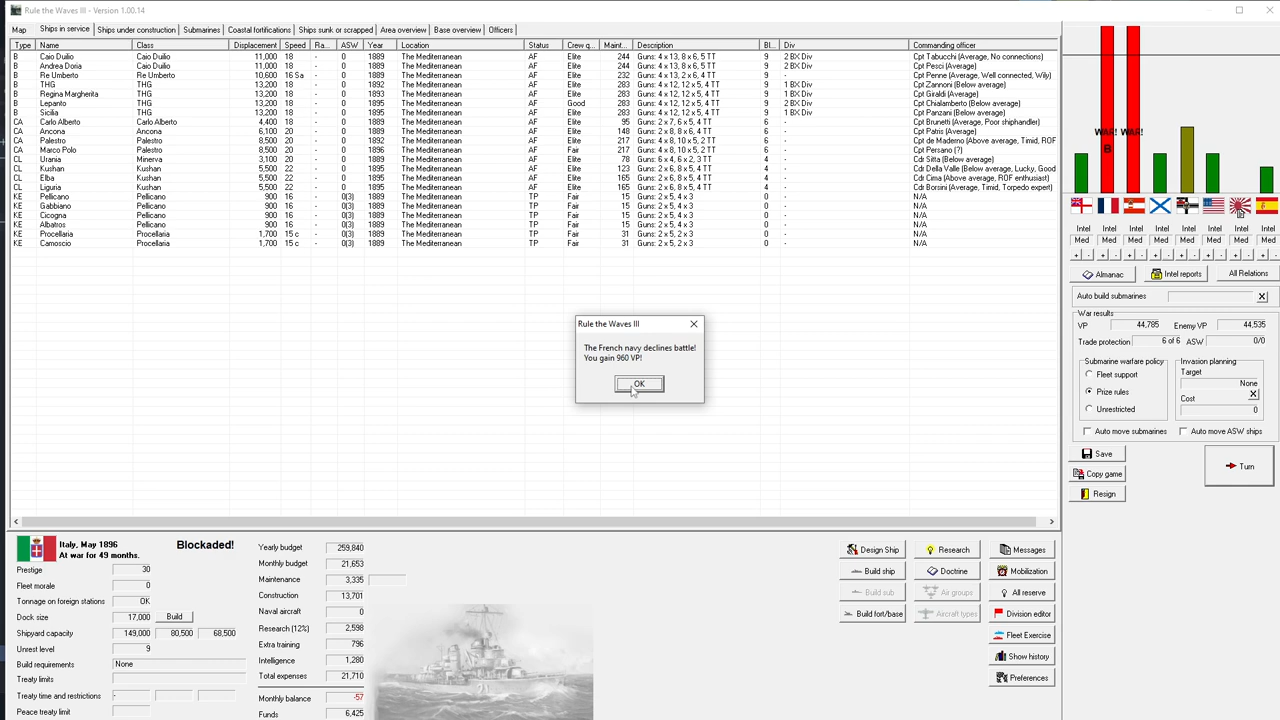 Rule the Waves III - Version 1.00.14
Map Ships in service Ships under construction Submarines Coastal fortifications Ships sunk or scrapped Area overview Base overview Officers
Type Name Class Displacement Speed Ra... ASW Year Location Status Crew q... Maint... Description Bl... Div Commanding officer
B Caio Duilio Caio Duilio 11,000 18 - 0 1889 The Mediterranean AF Elite 244 Guns: 4 x 13, 8 x 6, 5 TT 9 2 BX Div Cpt Tabucchi (Average, No connections)
B Andrea Doria Caio Duilio 11,000 18 - 0 1889 The Mediterranean AF Elite 244 Guns: 4 x 13, 8 x 6, 5 TT 9 2 BX Div Cpt Pesci (Average)
B Re Umberto Re Umberto 10,600 16 Sa - 0 1889 The Mediterranean AF Elite 232 Guns: 4 x 13, 2 x 6, 2 TT 9 - Cpt Penne (Average, Well connected, Wily)
B THG THG 13,200 18 - 0 1892 The Mediterranean AF Elite 283 Guns: 4 x 12, 12 x 5, 4 TT 9 1 BX Div Cpt Zannoni (Below average)
B Regina Margherita THG 13,200 18 - 0 1893 The Mediterranean AF Elite 283 Guns: 4 x 12, 12 x 5, 4 TT 9 1 BX Div Cpt Giraldi (Average)
B Lepanto THG 13,200 18 - 0 1889 The Mediterranean AF Good 283 Guns: 4 x 12, 12 x 5, 4 TT 9 2 BX Div Cpt Chialamberto (Below average)
B Sicilia THG 13,200 18 - 0 1895 The Mediterranean AF Elite 283 Guns: 4 x 12, 12 x 5, 4 TT 9 1 BX Div Cpt Panzani (Below average)
CA Carlo Alberto Carlo Alberto 4,400 19 - 0 1889 The Mediterranean AF Elite 95 Guns: 2 x 7, 6 x 5, 4 TT 6 - Cpt Brunetti (Average, Poor shiphandler)
CA Ancona Ancona 6,100 20 - 0 1889 The Mediterranean AF Elite 148 Guns: 2 x 8, 8 x 6, 4 TT 6 - Cpt Patris (Average)
CA Palestro Palestro 8,500 20 - 0 1892 The Mediterranean AF Elite 217 Guns: 4 x 8, 10 x 5, 2 TT 6 - Cpt de Maderno (Average, Timid, ROF
CA Marco Polo Palestro 8,500 20 - 0 1896 The Mediterranean AF Fair 217 Guns: 4 x 8, 10 x 5, 2 TT 6 - Cpt Persano (?)
CL Urania Minerva 3,100 20 - 0 1889 The Mediterranean AF Elite 78 Guns: 6 x 4, 6 x 2, 3 TT 4 - Cdr Sitta (Below average)
CL Kushan Kushan 5,500 22 - 0 1891 The Mediterranean AF Elite 123 Guns: 2 x 6, 8 x 5, 4 TT 4 - Cdr Della Valle (Below average, Lucky, Good
CL Elba Kushan 5,500 22 - 0 1895 The Mediterranean AF Elite 165 Guns: 2 x 6, 8 x 5, 4 TT 4 - Cdr Cima (Above average, ROF enthusiast)
CL Liguria Kushan 5,500 22 - 0 1895 The Mediterranean AF Elite 165 Guns: 2 x 6, 8 x 5, 4 TT 4 - Cdr Borsini (Average, Timid, Torpedo expert)
KE Pellicano Pellicano 900 16 - 0(3) 1889 The Mediterranean TP Fair 15 Guns: 2 x 5, 4 x 3 0 - N/A
KE Gabbiano Pellicano 900 16 - 0(3) 1889 The Mediterranean TP Fair 15 Guns: 2 x 5, 4 x 3 0 - N/A
KE Cicogna Pellicano 900 16 - 0(3) 1889 The Mediterranean TP Fair 15 Guns: 2 x 5, 4 x 3 0 - N/A
KE Albatros Pellicano 900 16 - 0(3) 1889 The Mediterranean TP Fair 15 Guns: 2 x 5, 4 x 3 0 - N/A
KE Procellaria Procellaria 1,700 15 c - 0(3) 1889 The Mediterranean TP Fair 31 Guns: 2 x 5, 2 x 3 0 - N/A
KE Camoscio Procellaria 1,700 15 c - 0(3) 1889 The Mediterranean TP Fair 31 Guns: 2 x 5, 2 x 3 0 - N/A
WAR! WAR!
B
Intel Intel Intel Intel Intel Intel Intel Intel
Med Med Med Med Med Med Med Med
+ - + - + - + - + - + - + - + -
Almanac Intel reports All Relations
Auto build submarines X
War results
VP 44,785 Enemy VP 44,535
Trade protection 6 of 6 ASW 0/0
Submarine warfare policy Invasion planning
Fleet support Target
None
Prize rules Cost X
Unrestricted 0
Auto move submarines Auto move ASW ships
Save
Copy game Turn
Resign
Rule the Waves III
The French navy declines battle!
You gain 960 VP!
OK
Italy, May 1896 Blockaded!
At war for 49 months.
Prestige 30
Fleet morale 0
Tonnage on foreign stations OK
Dock size 17,000 Build
Shipyard capacity 149,000 80,500 68,500
Unrest level 9
Build requirements None
Treaty limits
Treaty time and restrictions -
Peace treaty limit
Yearly budget 259,840
Monthly budget 21,653
Maintenance 3,335
Construction 13,701
Naval aircraft 0
Research (12%) 2,598
Extra training 796
Intelligence 1,280
Total expenses 21,710
Monthly balance -57
Funds 6,425
Design Ship Research Messages
Build ship Doctrine Mobilization
Build sub Air groups All reserve
Build fort/base Aircraft types Division editor
Fleet Exercise
Show history
Preferences